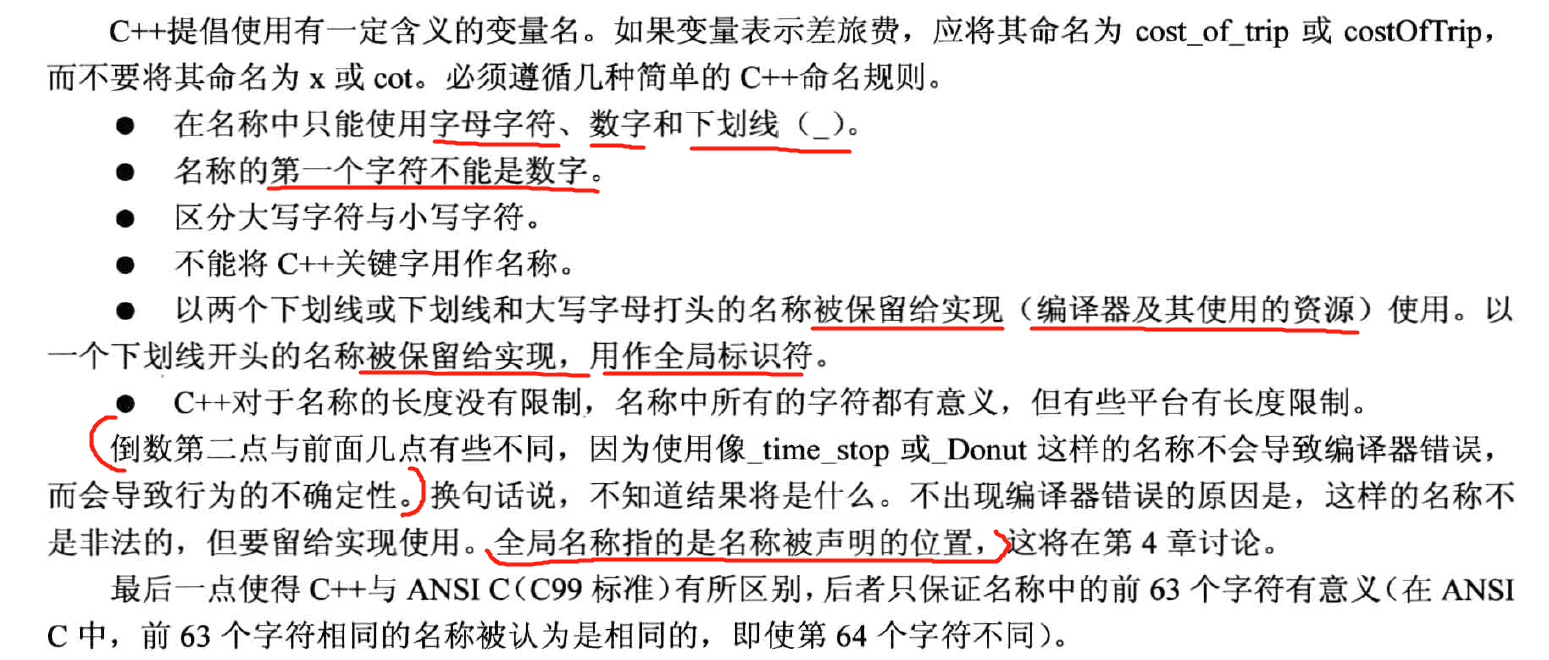 C++提倡使用有一定含义的变量名。如果变量表示差旅费，应将其命名为 cost_of_trip 或 costOfTrip，
而不要将其命名为 x 或 cot。必须遵循几种简单的 C++命名规则。
● 在名称中只能使用字母字符、数字和下划线（_）。
● 名称的第一个字符不能是数字。
● 区分大写字符与小写字符。
● 不能将 C++关键字用作名称。
● 以两个下划线或下划线和大写字母打头的名称被保留给实现（编译器及其使用的资源）使用。以
一个下划线开头的名称被保留给实现，用作全局标识符。
● C++对于名称的长度没有限制，名称中所有的字符都有意义，但有些平台有长度限制。
倒数第二点与前面几点有些不同，因为使用像_time_stop 或_Donut 这样的名称不会导致编译器错误，
而会导致行为的不确定性。换句话说，不知道结果将是什么。不出现编译器错误的原因是，这样的名称不
是非法的，但要留给实现使用。全局名称指的是名称被声明的位置，这将在第 4 章讨论。
最后一点使得 C++与 ANSI C（C99 标准）有所区别，后者只保证名称中的前 63 个字符有意义（在 ANSI
C 中，前 63 个字符相同的名称被认为是相同的，即使第 64 个字符不同）。